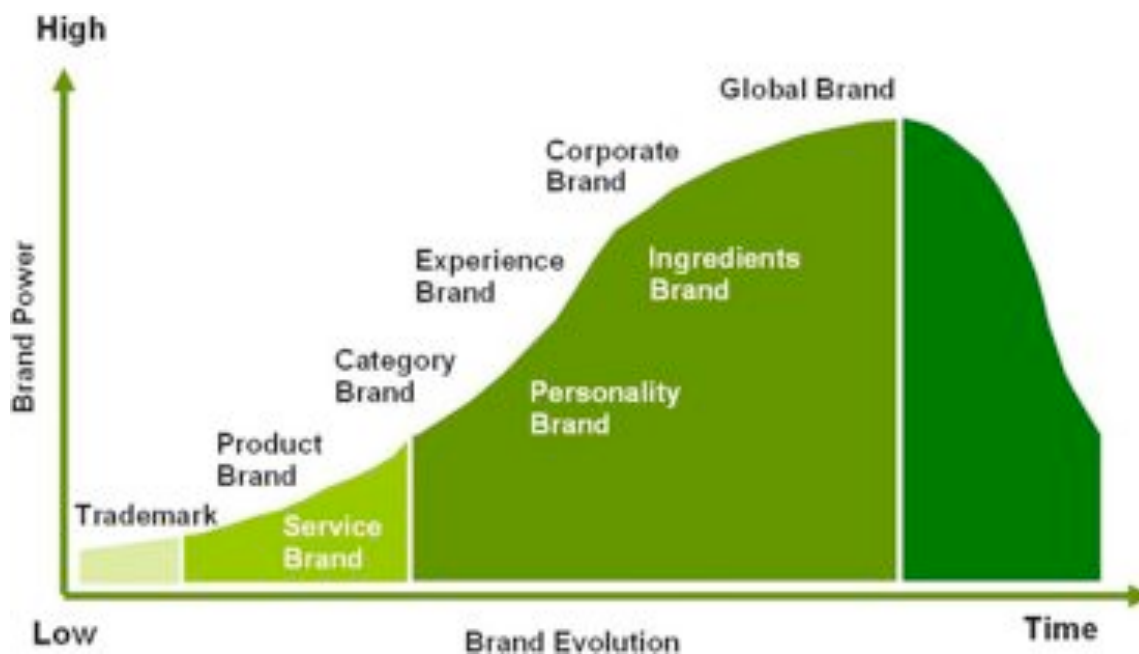 High
Global Brand
Corporate
Brand
Experience
Brand
Ingredients
Brand
Category
Brand
Personality
Brand
Product
Brand
Trademark
Service
Brand
Brand Power
Low
Brand Evolution
Time